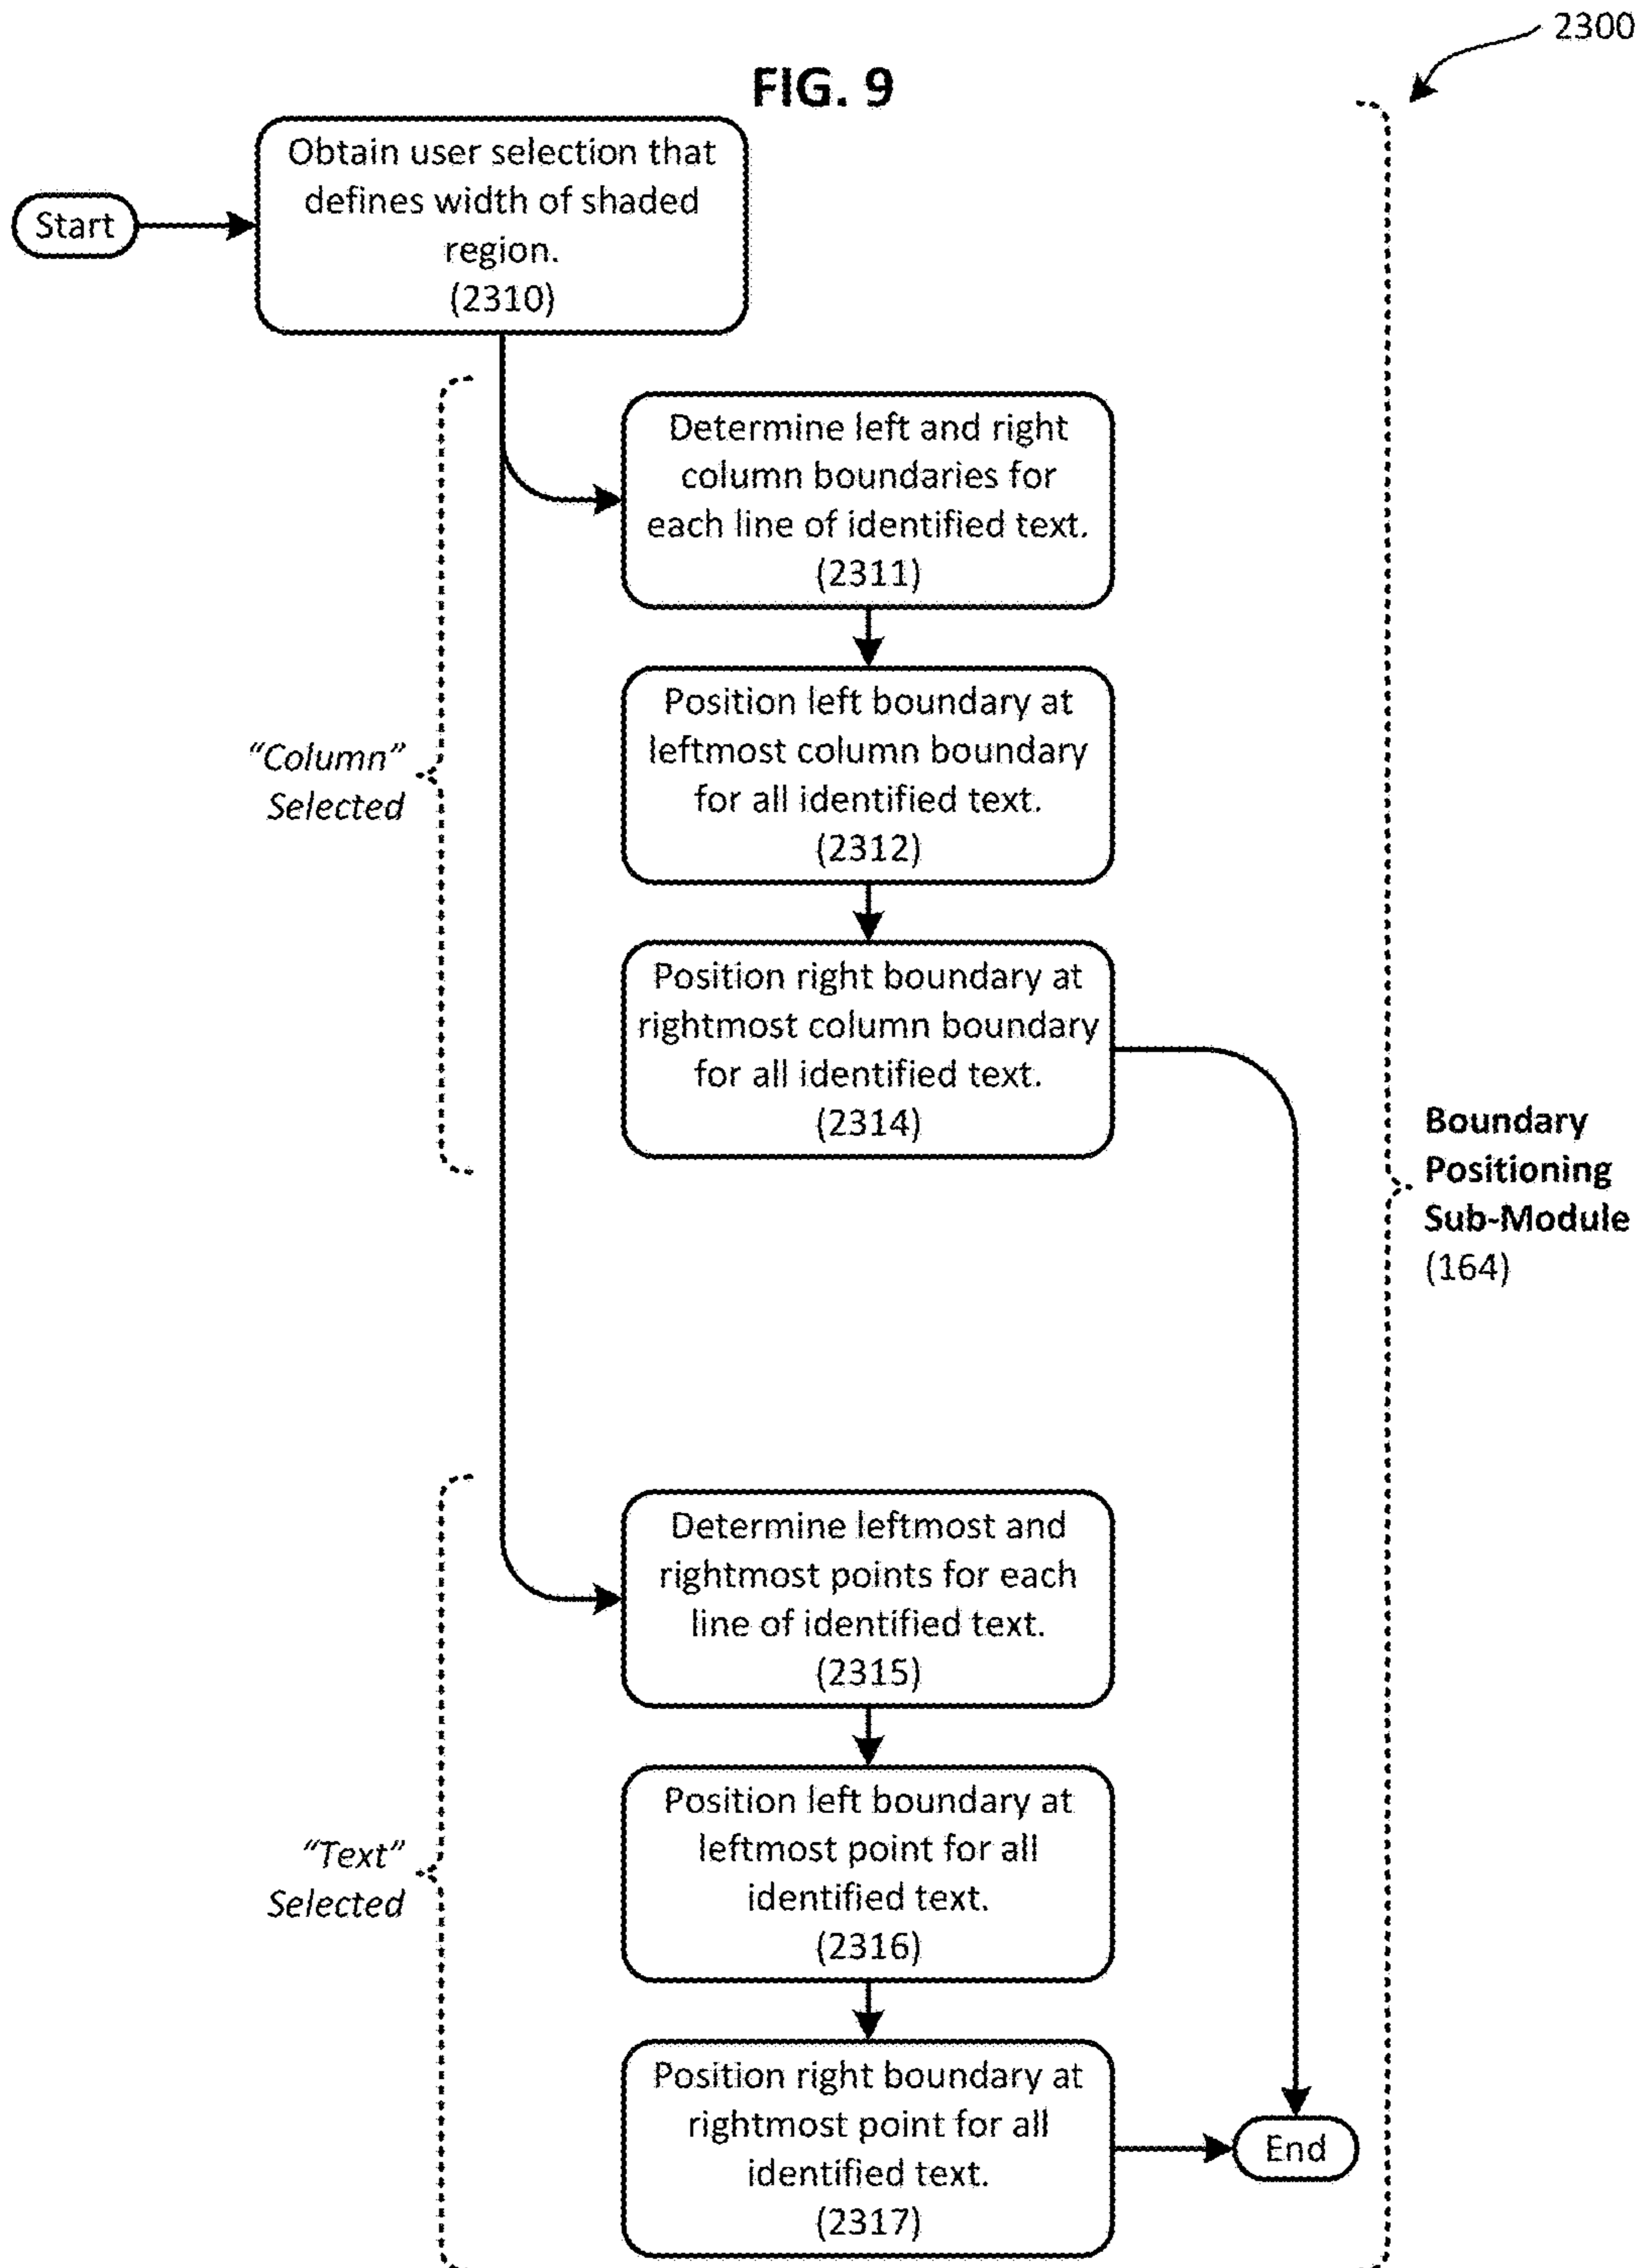 2300
FIG. 9
Start
Obtain user selection that
defines width of shaded
region.
(2310)
"Column"
Selected
Determine left and right
column boundaries for
each line of identified text.
(2311)
Position left boundary at
leftmost column boundary
for all identified text.
(2312)
Position right boundary at
rightmost column boundary
for all identified text.
(2314)
Boundary
Positioning
Sub-Module
(164)
"Text"
Selected
Determine leftmost and
rightmost points for each
line of identified text.
(2315)
Position left boundary at
leftmost point for all
identified text.
(2316)
Position right boundary at
rightmost point for all
identified text.
(2317)
End